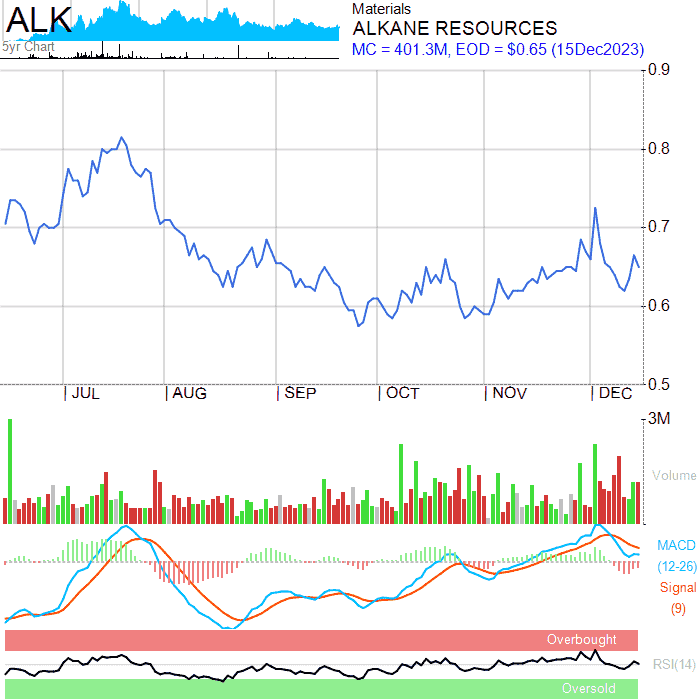 ALK
5yr Chart
Materials
ALKANE RESOURCES
MC = 401.3M, EOD = $0.65 (15Dec2023)
0.9
0.8
0.7
0.6
0.5
| JUL | AUG | SEP | OCT | NOV | DEC
3M
Volume
MACD
(12-26)
Signal
(9)
Overbought
RSI(14)
Oversold